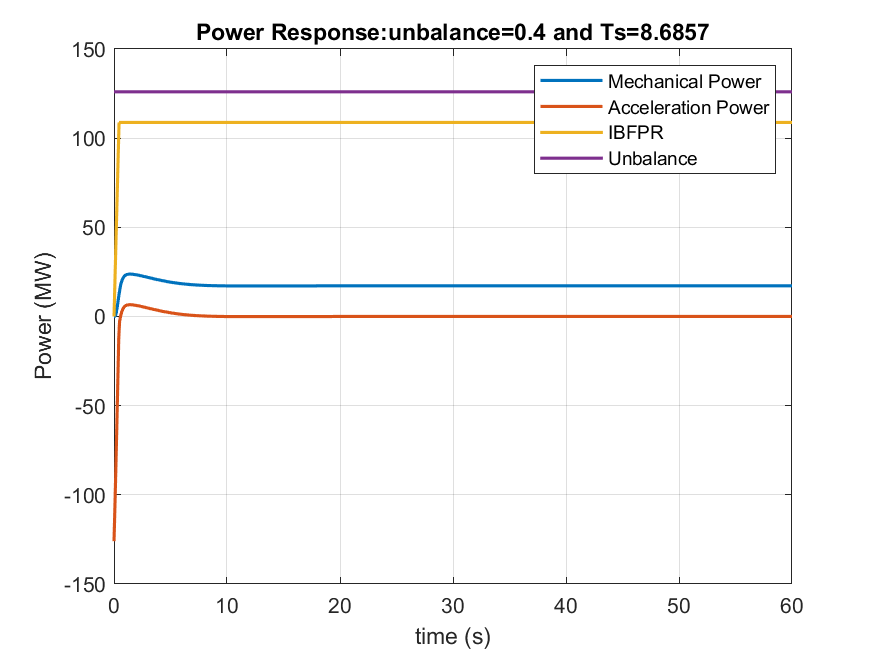 Power Response:unbalance=0.4 and Ts=8.6857
150
100
50
0
-50
-100
-150
Power (MW)
Mechanical Power
Acceleration Power
IBFPR
Unbalance
0 10 20 30 40 50 60
time (s)